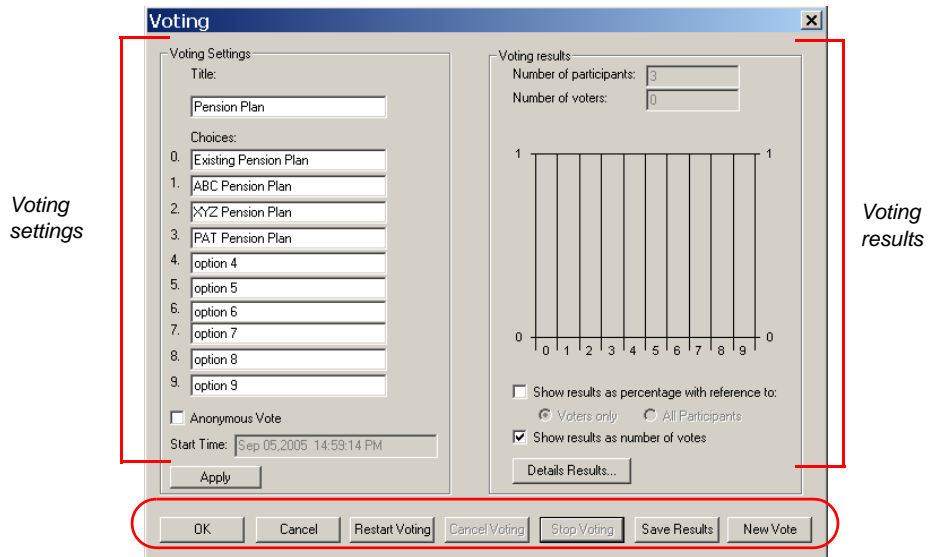 Voting
Voting Settings
Title:
Pension Plan
Choices:
0. Existing Pension Plan
1. ABC Pension Plan
2. XYZ Pension Plan
3. PAT Pension Plan
4. option 4
5. option 5
6. option 6
7. option 7
8. option 8
9. option 9
Anonymous Vote
Start Time: Sep 05,2005 14:59:14 PM
Apply
Voting results
Number of participants: 3
Number of voters: 0
1 1
0 0
0 1 2 3 4 5 6 7 8 9
Show results as percentage with reference to:
Voters only All Participants
Show results as number of votes
Details Results...
OK Cancel Restart Voting Cancel Voting Stop Voting Save Results New Vote
Voting
settings
Voting
results